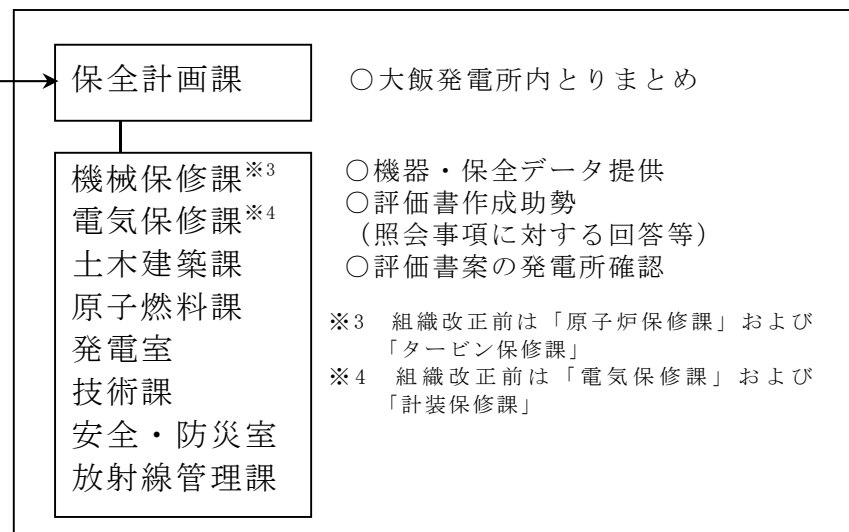 保全計画課
○大飯発電所内とりまとめ
機械保修課※3
電気保修課※4
土木建築課
原子燃料課
発電室
技術課
安全・防災室
放射線管理課
○機器・保全データ提供
○評価書作成助勢
（照会事項に対する回答等）
○評価書案の発電所確認
※3　組織改正前は「原子炉保修課」および
「タービン保修課」
※4　組織改正前は「電気保修課」および
「計装保修課」